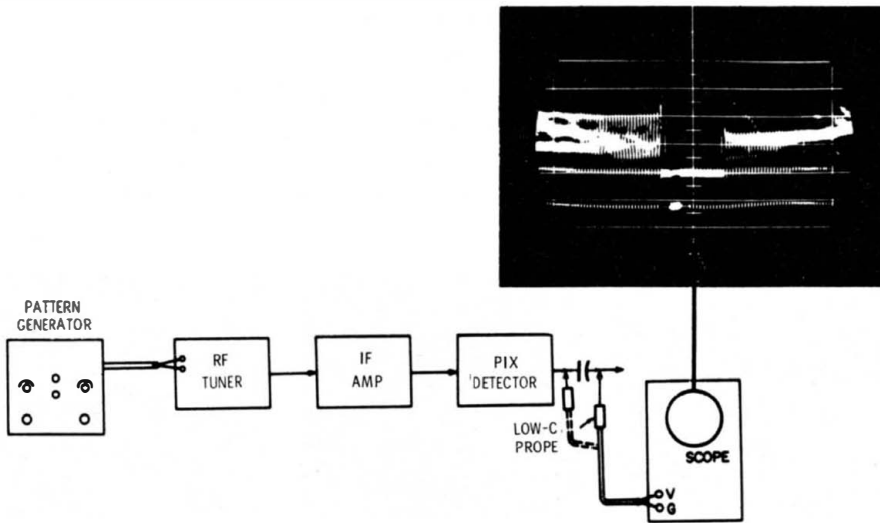 PATTERN
GENERATOR
RF
TUNER
IF
AMP
PIX
DETECTOR
LOW-C
PROPE
SCOPE
V
G